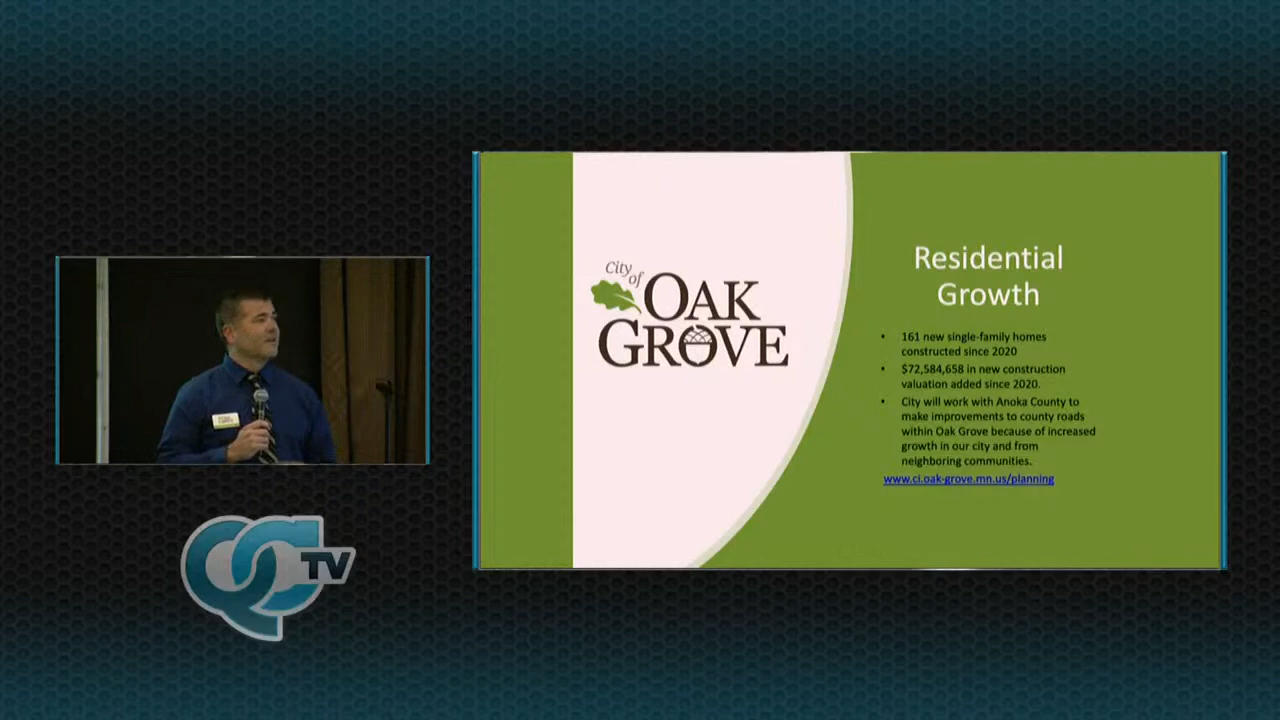 City
of
OAK
GROVE
Residential
Growth
• 161 new single-family homes
constructed since 2020
• $72,584,658 in new construction
valuation added since 2020.
• City will work with Anoka County to
make improvements to county roads
within Oak Grove because of increased
growth in our city and from
neighboring communities.
www.ci.oak-grove.mn.us/planning
QC
TV